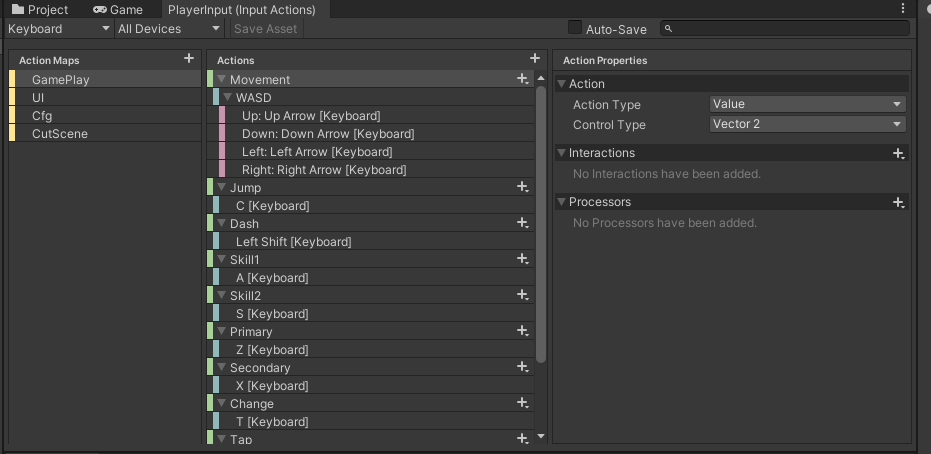 Project Game PlayerInput (Input Actions)
Keyboard All Devices Save Asset Auto-Save
Action Maps + Actions + Action Properties
GamePlay
UI
Cfg
CutScene
Movement
WASD
Up: Up Arrow [Keyboard]
Down: Down Arrow [Keyboard]
Left: Left Arrow [Keyboard]
Right: Right Arrow [Keyboard]
Jump
C [Keyboard]
Dash
Left Shift [Keyboard]
Skill1
A [Keyboard]
Skill2
S [Keyboard]
Primary
Z [Keyboard]
Secondary
X [Keyboard]
Change
T [Keyboard]
Tap
Action
Action Type Value
Control Type Vector 2
Interactions
No Interactions have been added.
Processors
No Processors have been added.